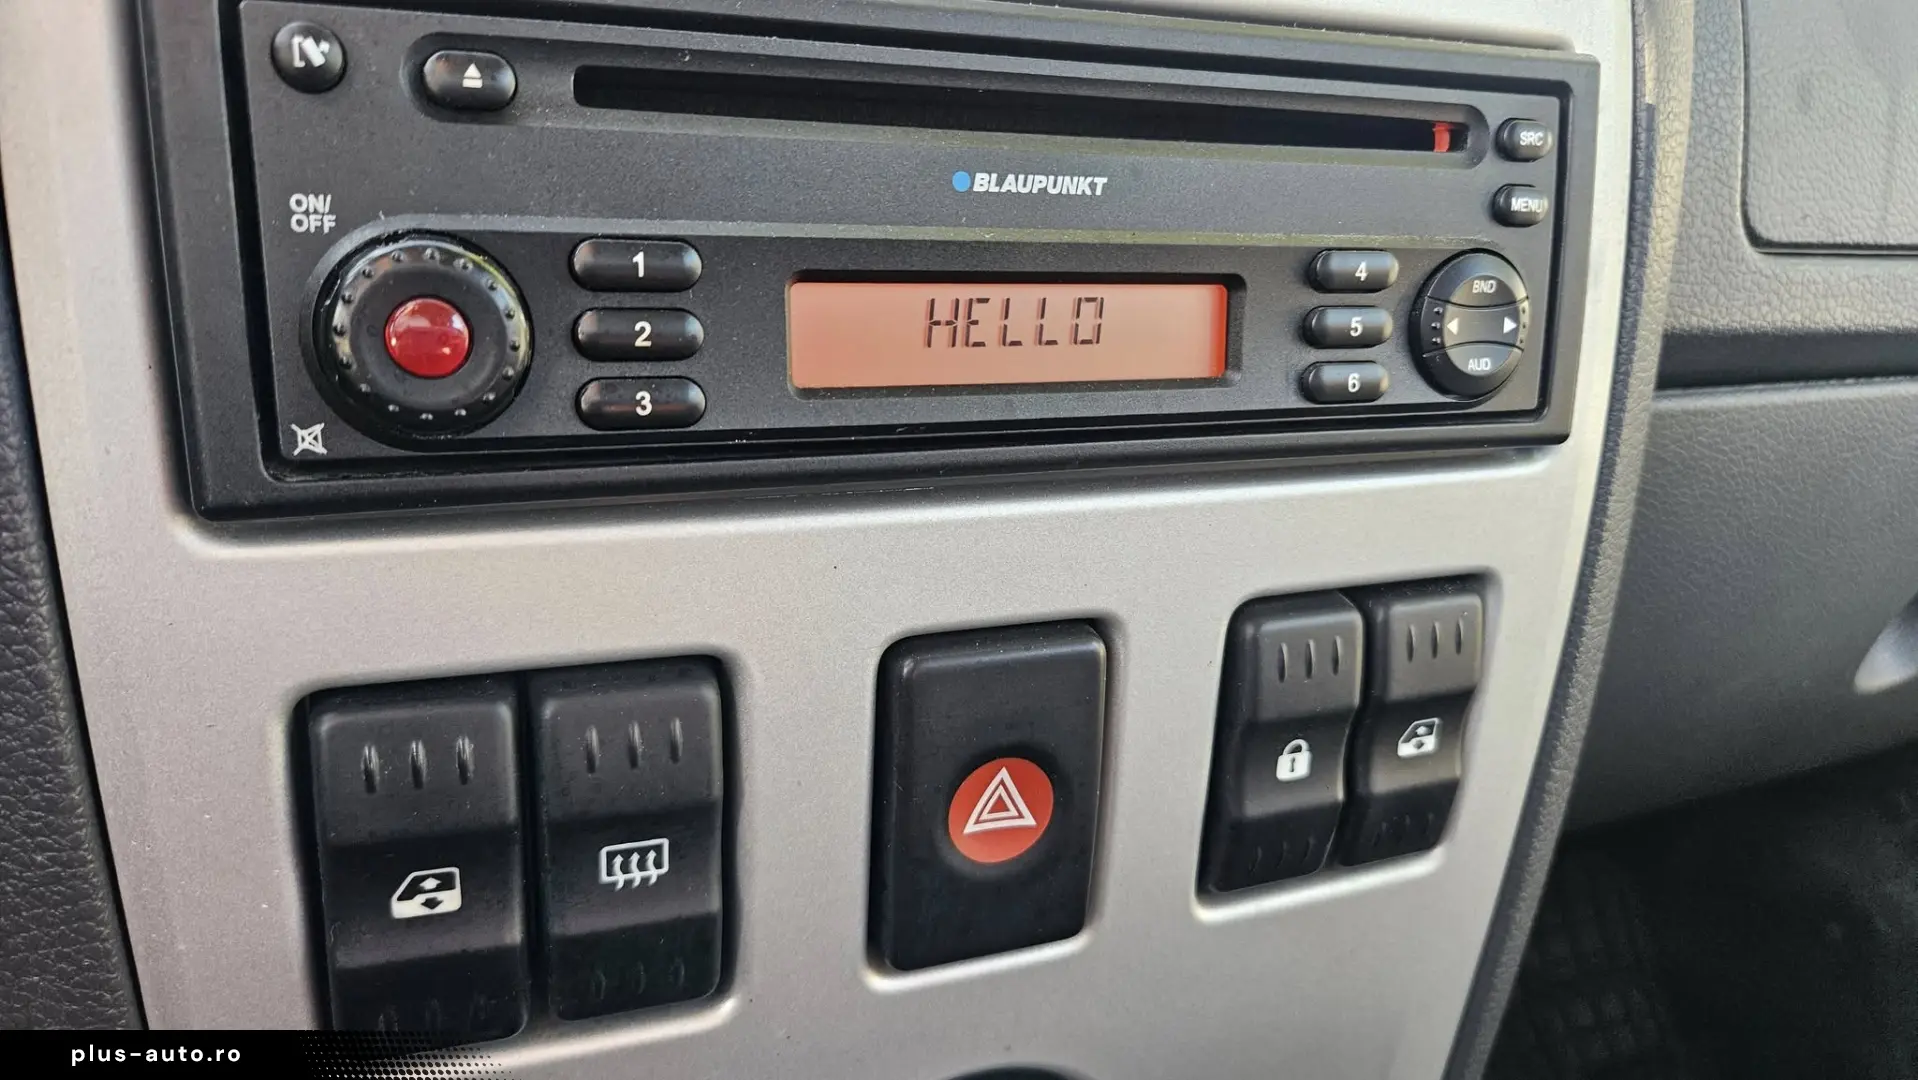 SRC
BLAUPUNKT
MENU
ON/
OFF
1
4
BND
HELLO
2
5
AUD
3
6
plus-auto.ro